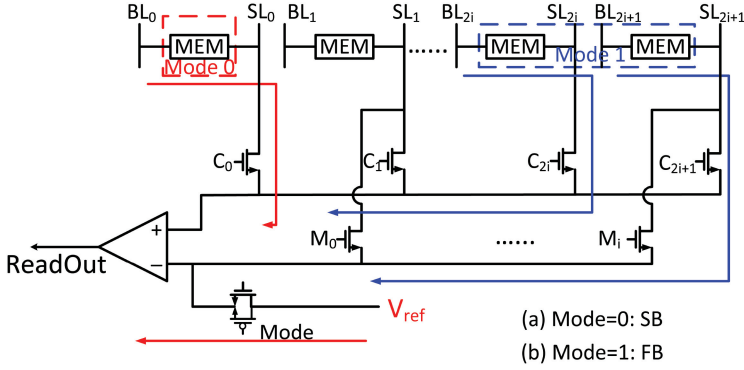 BL0 SL0 BL1 SL1 BL2i SL2i BL2i+1 SL2i+1
MEM MEM ...... MEM MEM
Mode 0 Mode 1
C0 C1 C2i C2i+1
+
M0 ...... Mi
−
ReadOut
Vref
Mode
(a) Mode=0: SB
(b) Mode=1: FB